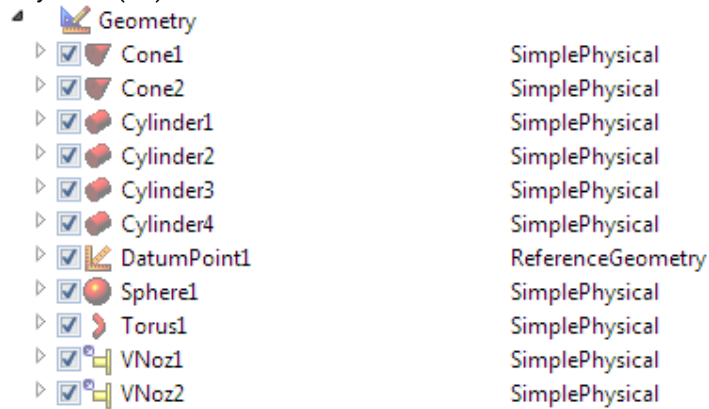 Geometry
Cone1 SimplePhysical
Cone2 SimplePhysical
Cylinder1 SimplePhysical
Cylinder2 SimplePhysical
Cylinder3 SimplePhysical
Cylinder4 SimplePhysical
DatumPoint1 ReferenceGeometry
Sphere1 SimplePhysical
Torus1 SimplePhysical
VNoz1 SimplePhysical
VNoz2 SimplePhysical